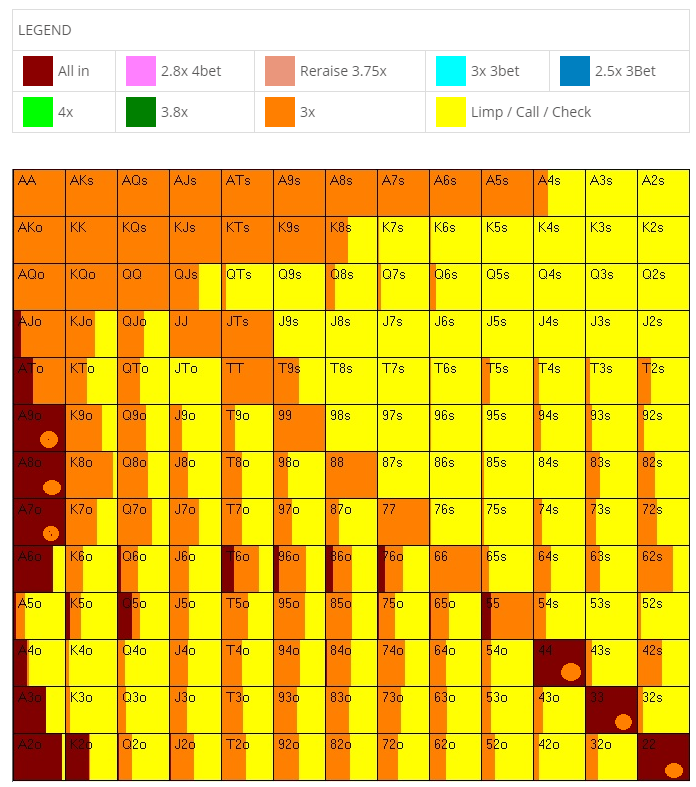 LEGEND
All in 2.8x 4bet Reraise 3.75x 3x 3bet 2.5x 3Bet
4x 3.8x 3x Limp / Call / Check
AA AKs AQs AJs ATs A9s A8s A7s A6s A5s A4s A3s A2s
AKo KK KQs KJs KTs K9s K8s K7s K6s K5s K4s K3s K2s
AQo KQo QQ QJs QTs Q9s Q8s Q7s Q6s Q5s Q4s Q3s Q2s
AJo KJo QJo JJ JTs J9s J8s J7s J6s J5s J4s J3s J2s
ATo KTo QTo JTo TT T9s T8s T7s T6s T5s T4s T3s T2s
A9o K9o Q9o J9o T9o 99 98s 97s 96s 95s 94s 93s 92s
A8o K8o Q8o J8o T8o 98o 88 87s 86s 85s 84s 83s 82s
A7o K7o Q7o J7o T7o 97o 87o 77 76s 75s 74s 73s 72s
A6o K6o Q6o J6o T6o 96o 86o 76o 66 65s 64s 63s 62s
A5o K5o Q5o J5o T5o 95o 85o 75o 65o 55 54s 53s 52s
A4o K4o Q4o J4o T4o 94o 84o 74o 64o 54o 44 43s 42s
A3o K3o Q3o J3o T3o 93o 83o 73o 63o 53o 43o 33 32s
A2o K2o Q2o J2o T2o 92o 82o 72o 62o 52o 42o 32o 22